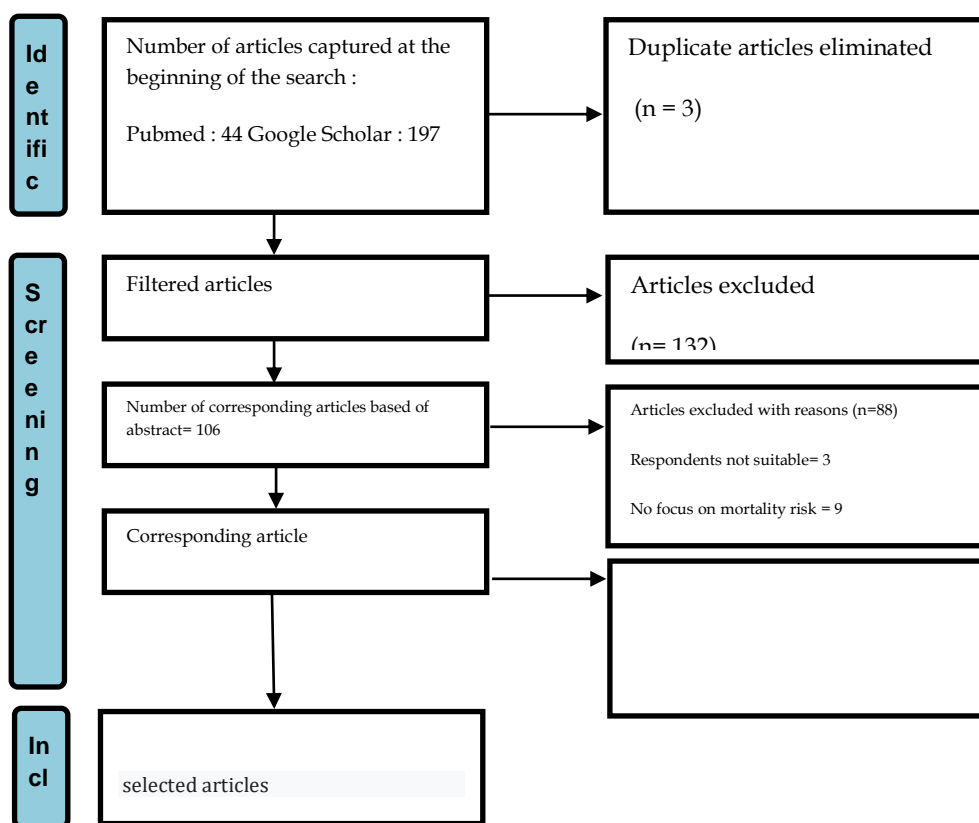 Id
e
nt
ifi
c
Number of articles captured at the
beginning of the search :
Pubmed : 44 Google Scholar : 197
Duplicate articles eliminated
(n = 3)
S
cr
e
e
ni
n
g
Filtered articles
Articles excluded
(n= 132)
Number of corresponding articles based of
abstract= 106
Articles excluded with reasons (n=88)
Respondents not suitable= 3
No focus on mortality risk = 9
Corresponding article
In
cl
selected articles